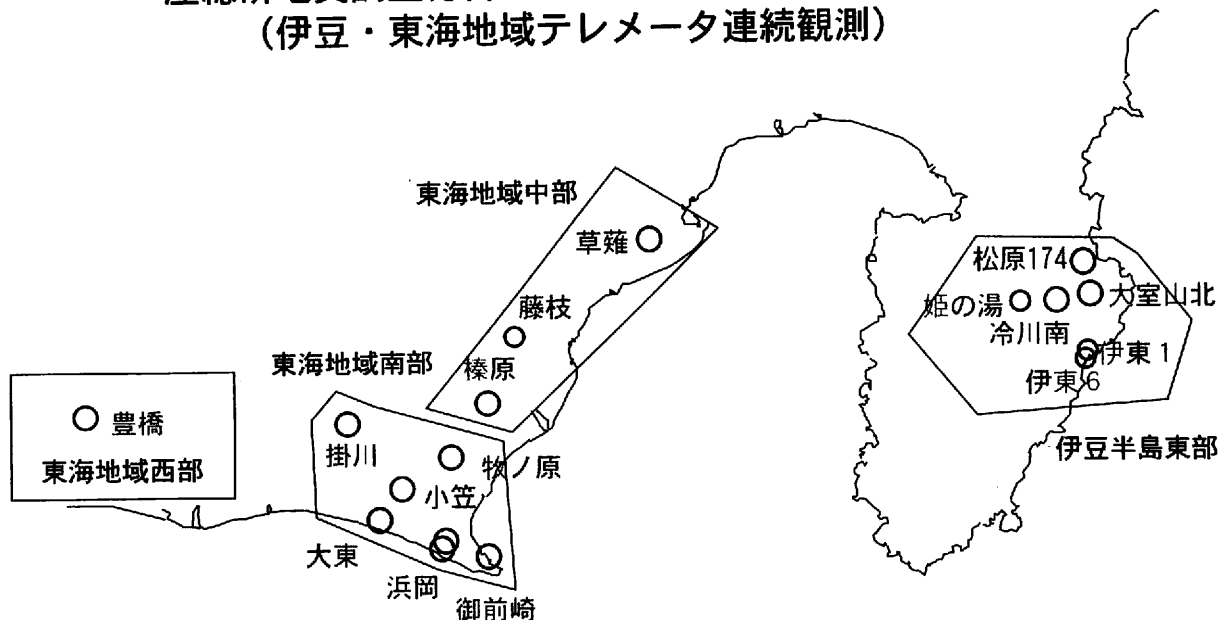 (伊豆・東海地域テレメータ連続観測)
東海地域中部
草薙
藤枝
榛原
東海地域南部
掛川
牧ノ原
小笠
大東
浜岡
御前崎
豊橋
東海地域西部
松原174
大室山北
姫の湯
冷川南
伊東1
伊東6
伊豆半島東部